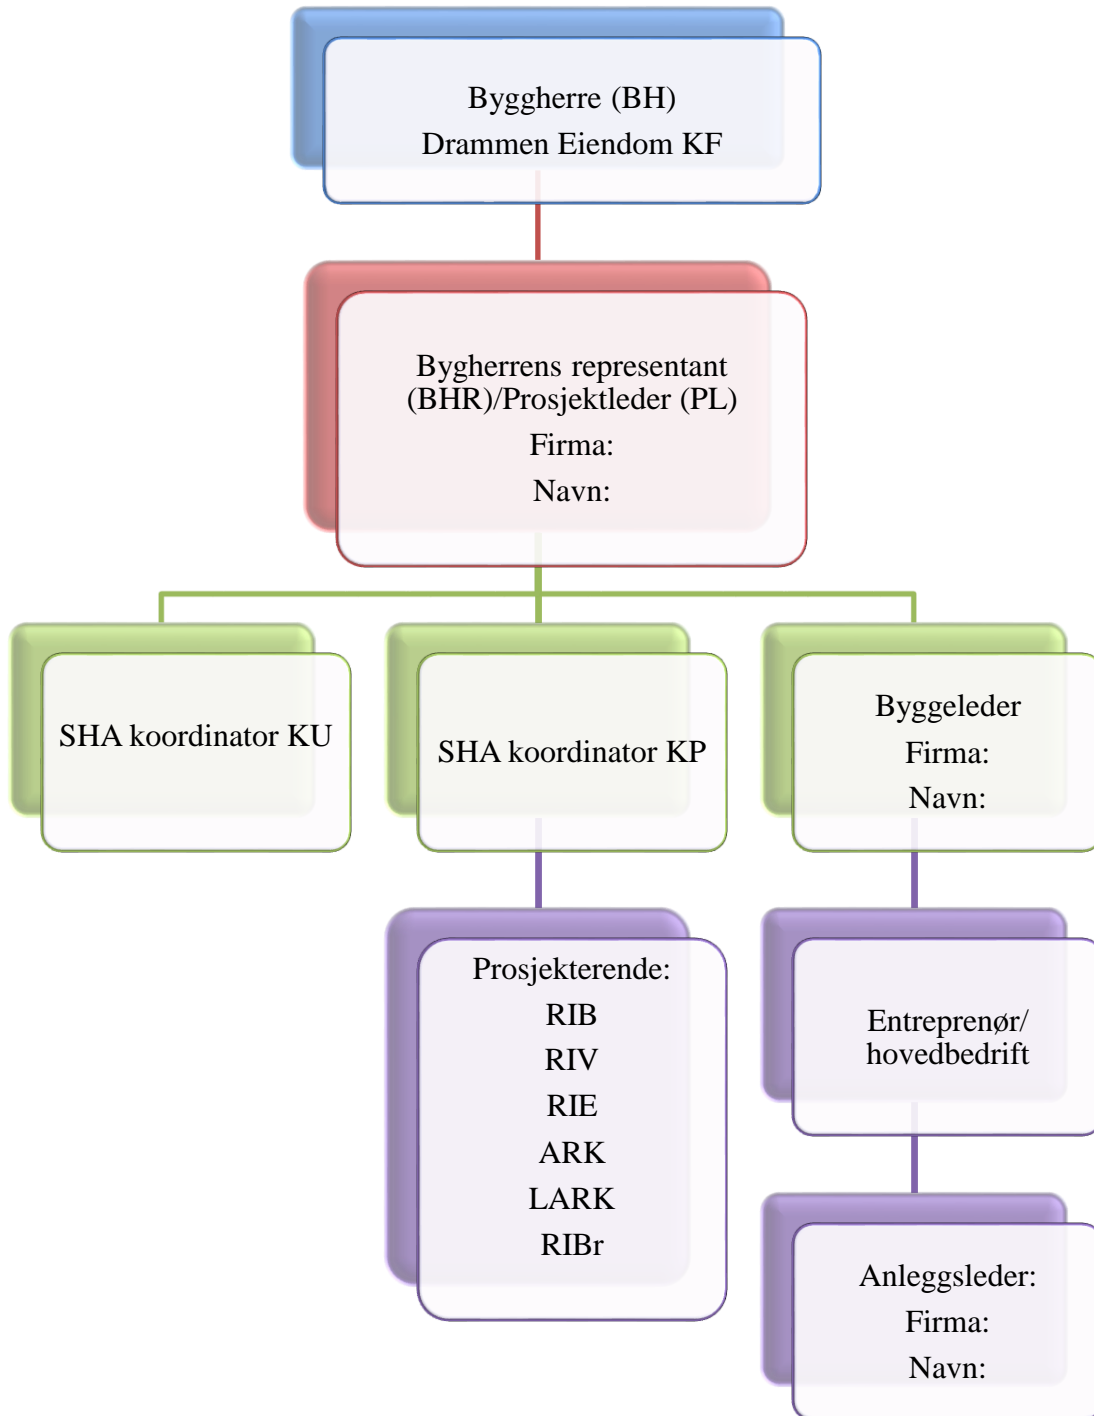 Byggherre (BH)
Drammen Eiendom KF
Bygherrens representant
(BHR)/Prosjektleder (PL)
Firma:
Navn:
SHA koordinator KU
SHA koordinator KP
Byggeleder
Firma:
Navn:
Prosjekterende:
RIB
RIV
RIE
ARK
LARK
RIBr
Entreprenør/
hovedbedrift
Anleggsleder:
Firma:
Navn: